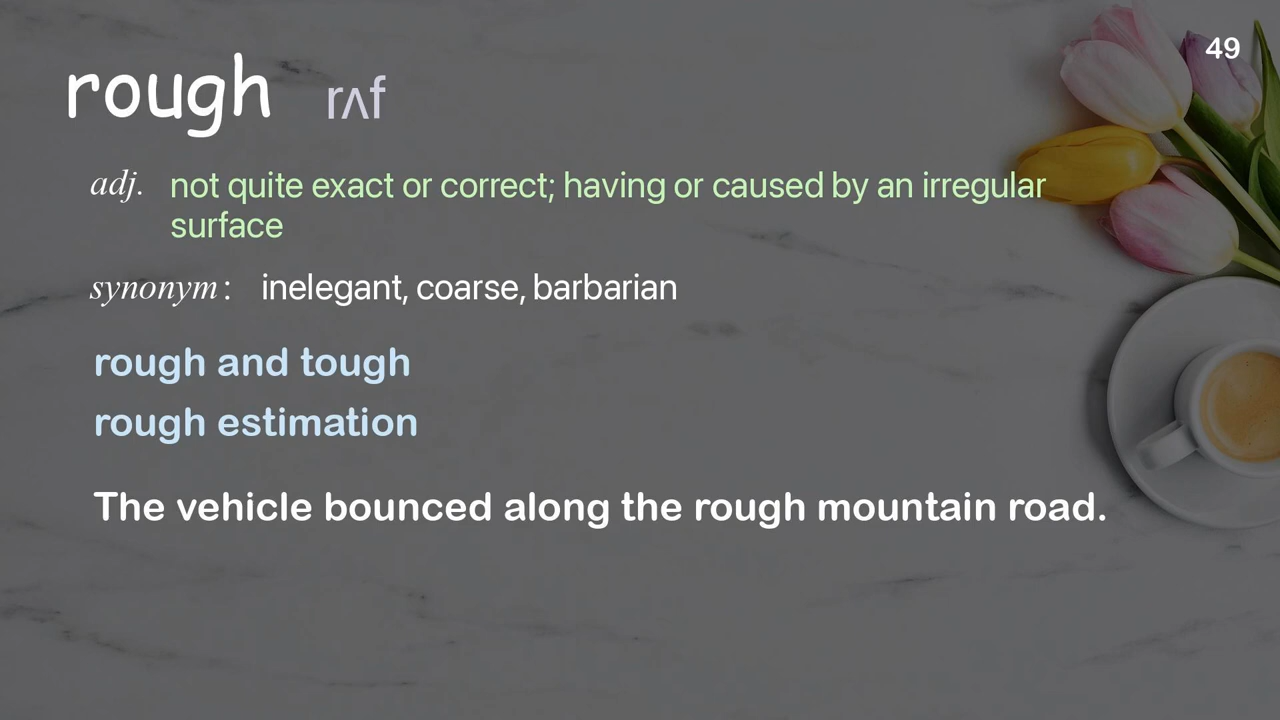 49
rough rʌf
adj. not quite exact or correct; having or caused by an irregular
surface
synonym: inelegant, coarse, barbarian
rough and tough
rough estimation
The vehicle bounced along the rough mountain road.